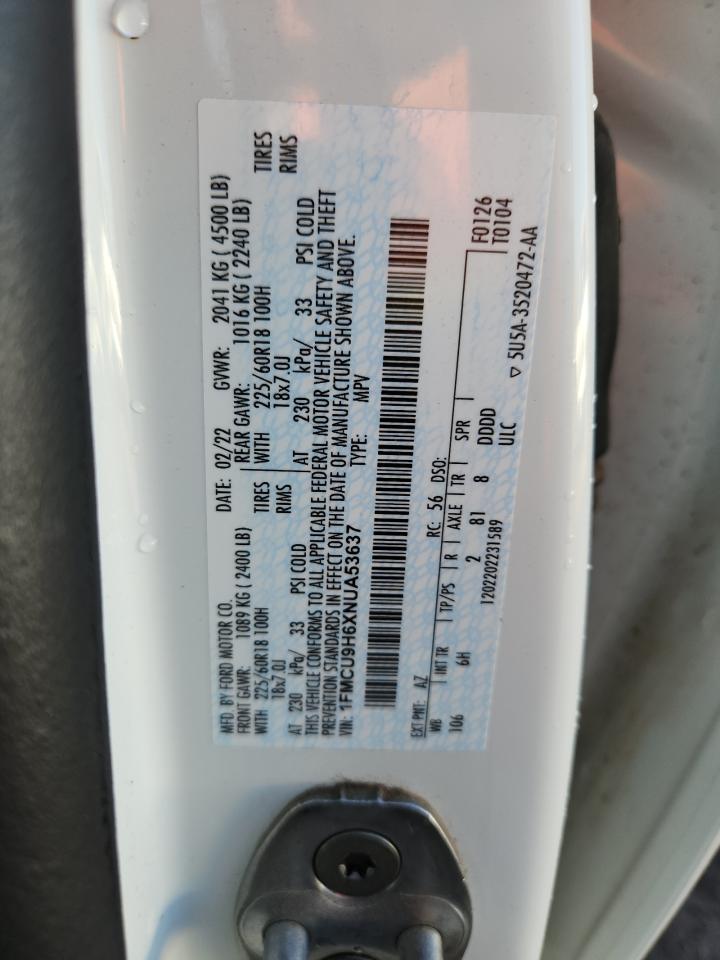 MFD. BY FORD MOTOR CO.
DATE: 02/22 GVWR: 2041 KG ( 4500 LB)
FRONT GAWR: 1089 KG ( 2400 LB) REAR GAWR: 1016 KG ( 2240 LB)
WITH 225/60R18 100H TIRES WITH 225/60R18 100H TIRES
18x7.0J RIMS 18x7.0J RIMS
AT 230 kPa/ 33 PSI COLD AT 230 kPa/ 33 PSI COLD
THIS VEHICLE CONFORMS TO ALL APPLICABLE FEDERAL MOTOR VEHICLE SAFETY AND THEFT
PREVENTION STANDARDS IN EFFECT ON THE DATE OF MANUFACTURE SHOWN ABOVE.
VIN: 1FMCU9H6XNUA53637 TYPE: MPV
EXT PNT: AZ RC: 56 DSO:
WB INT TR TP/PS R AXLE TR SPR F0126
106 6H 2 81 8 DDDD T0104
1202202231589 ULC ▽ 5U5A-3520472-AA